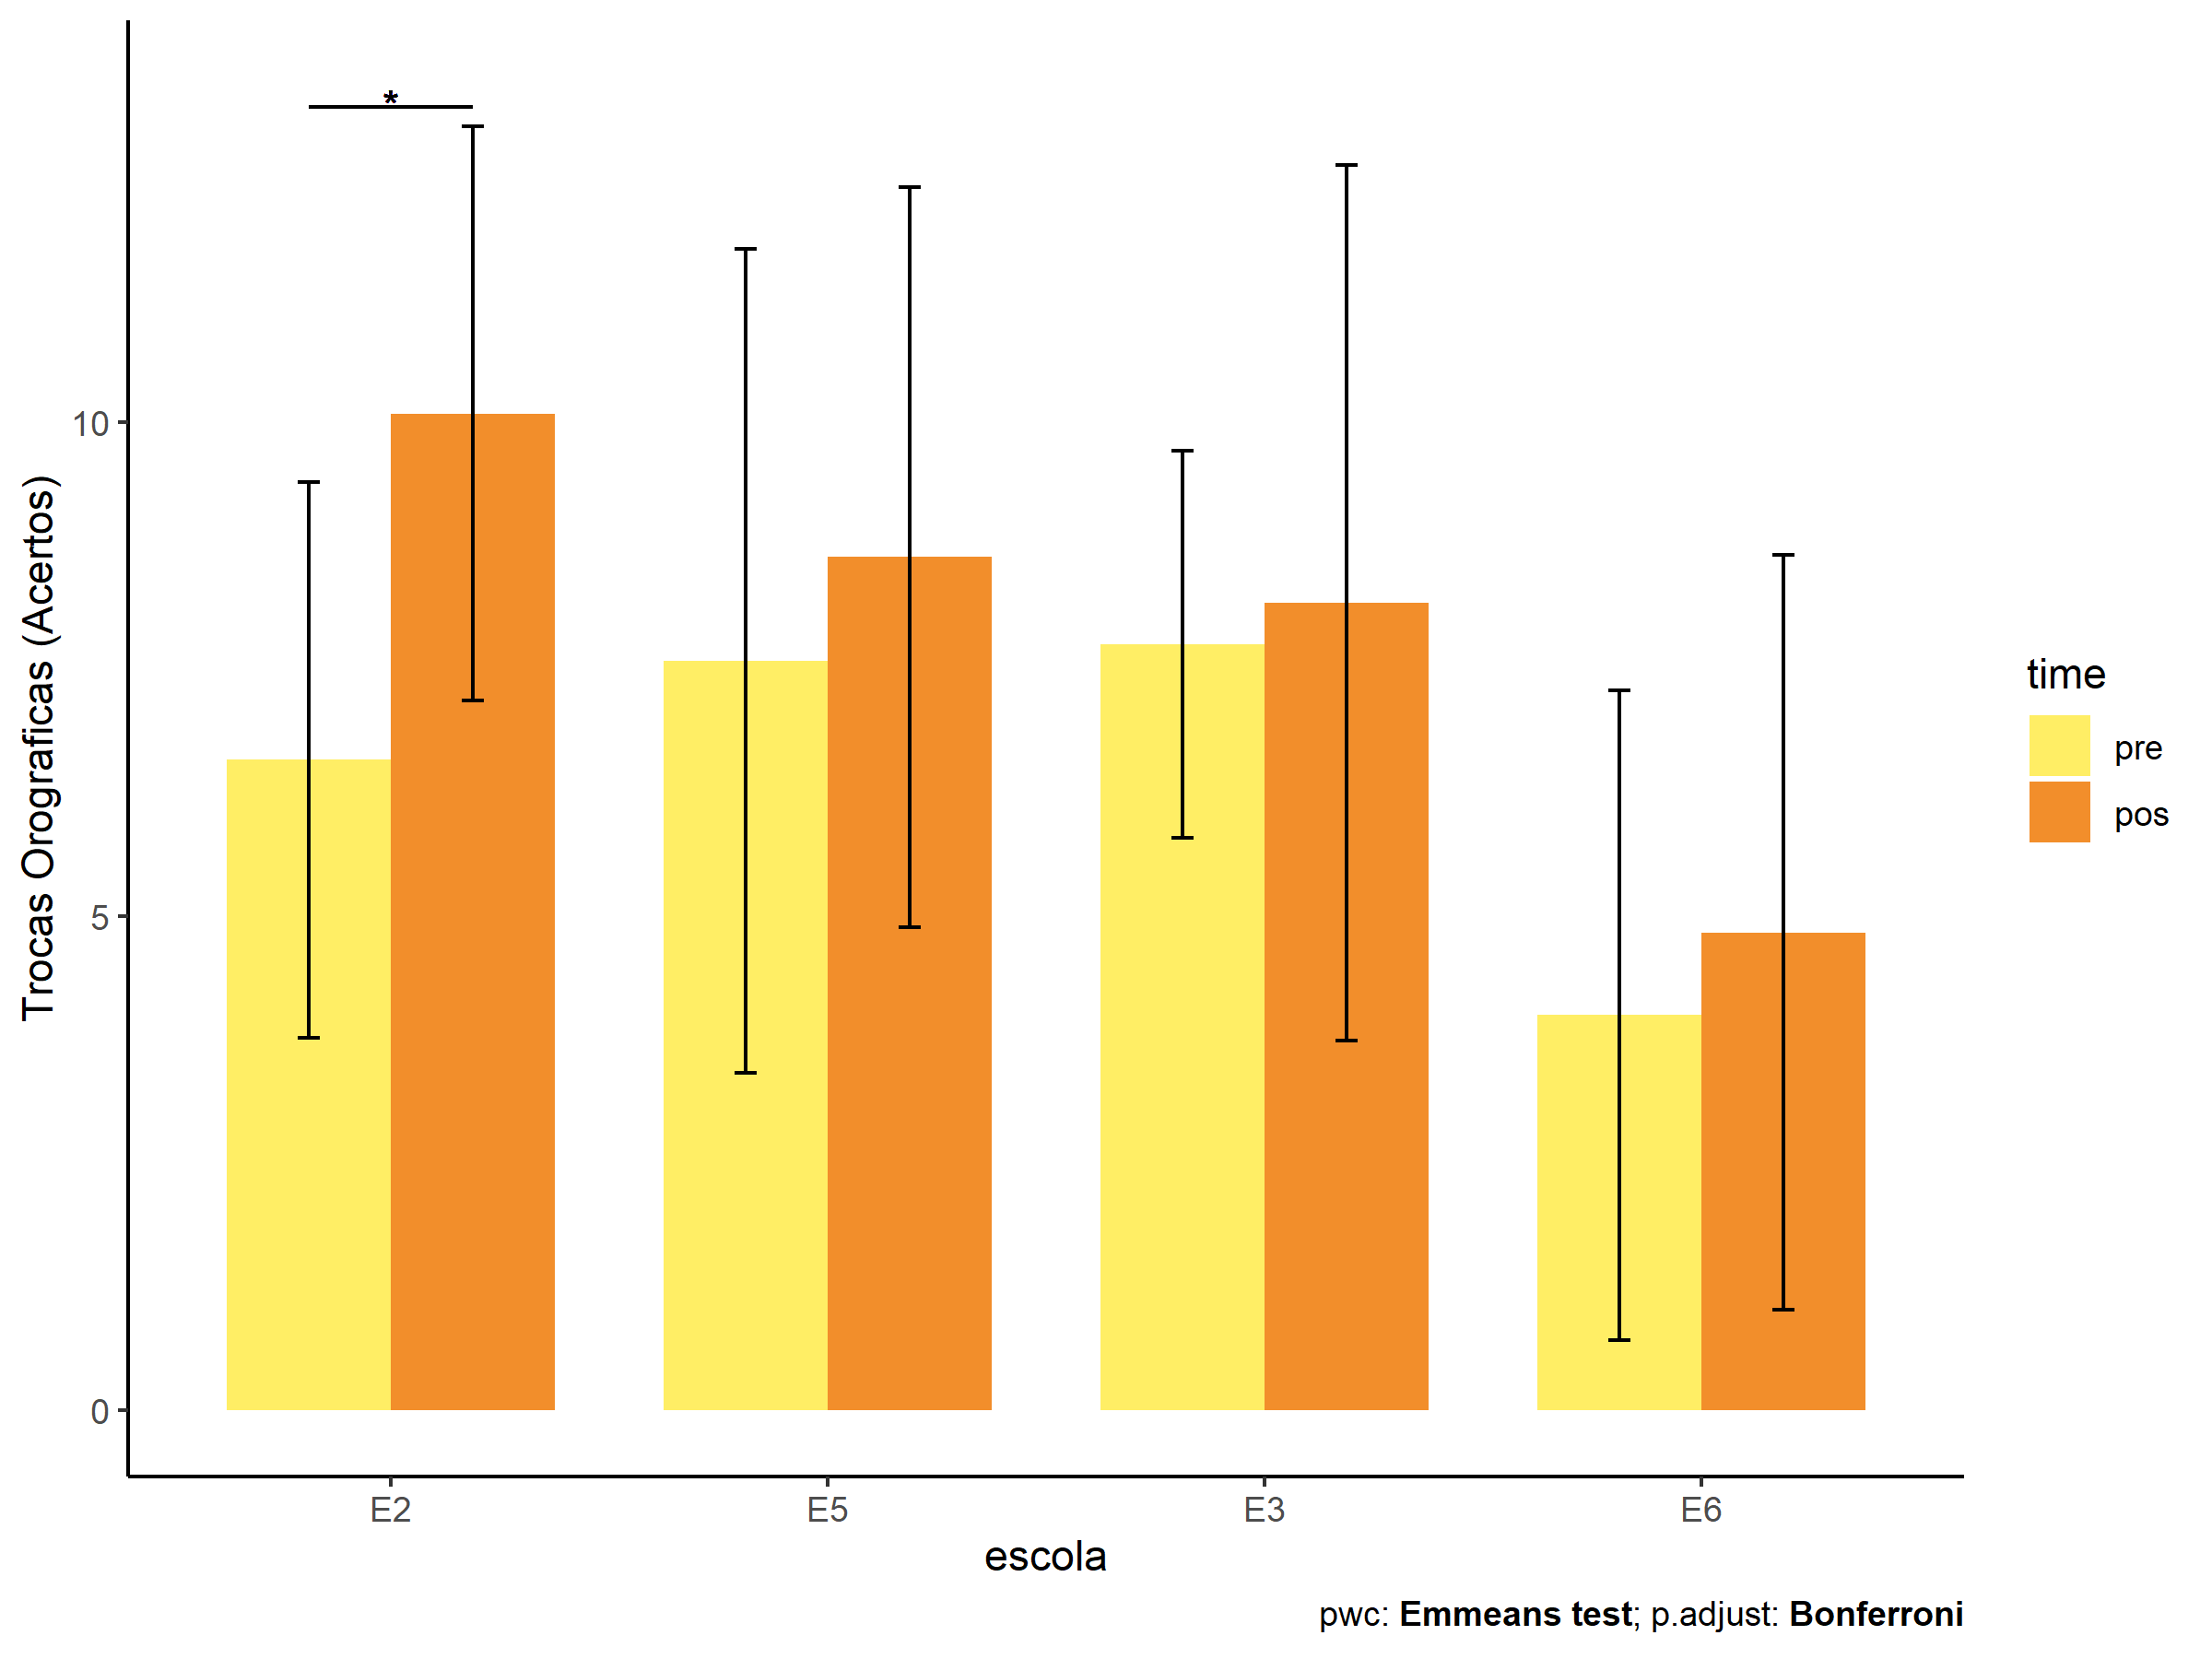 *
10
5
0
Trocas Orograficas (Acertos)
E2 E5 E3 E6
escola
time
pre
pos
pwc: Emmeans test; p.adjust: Bonferroni